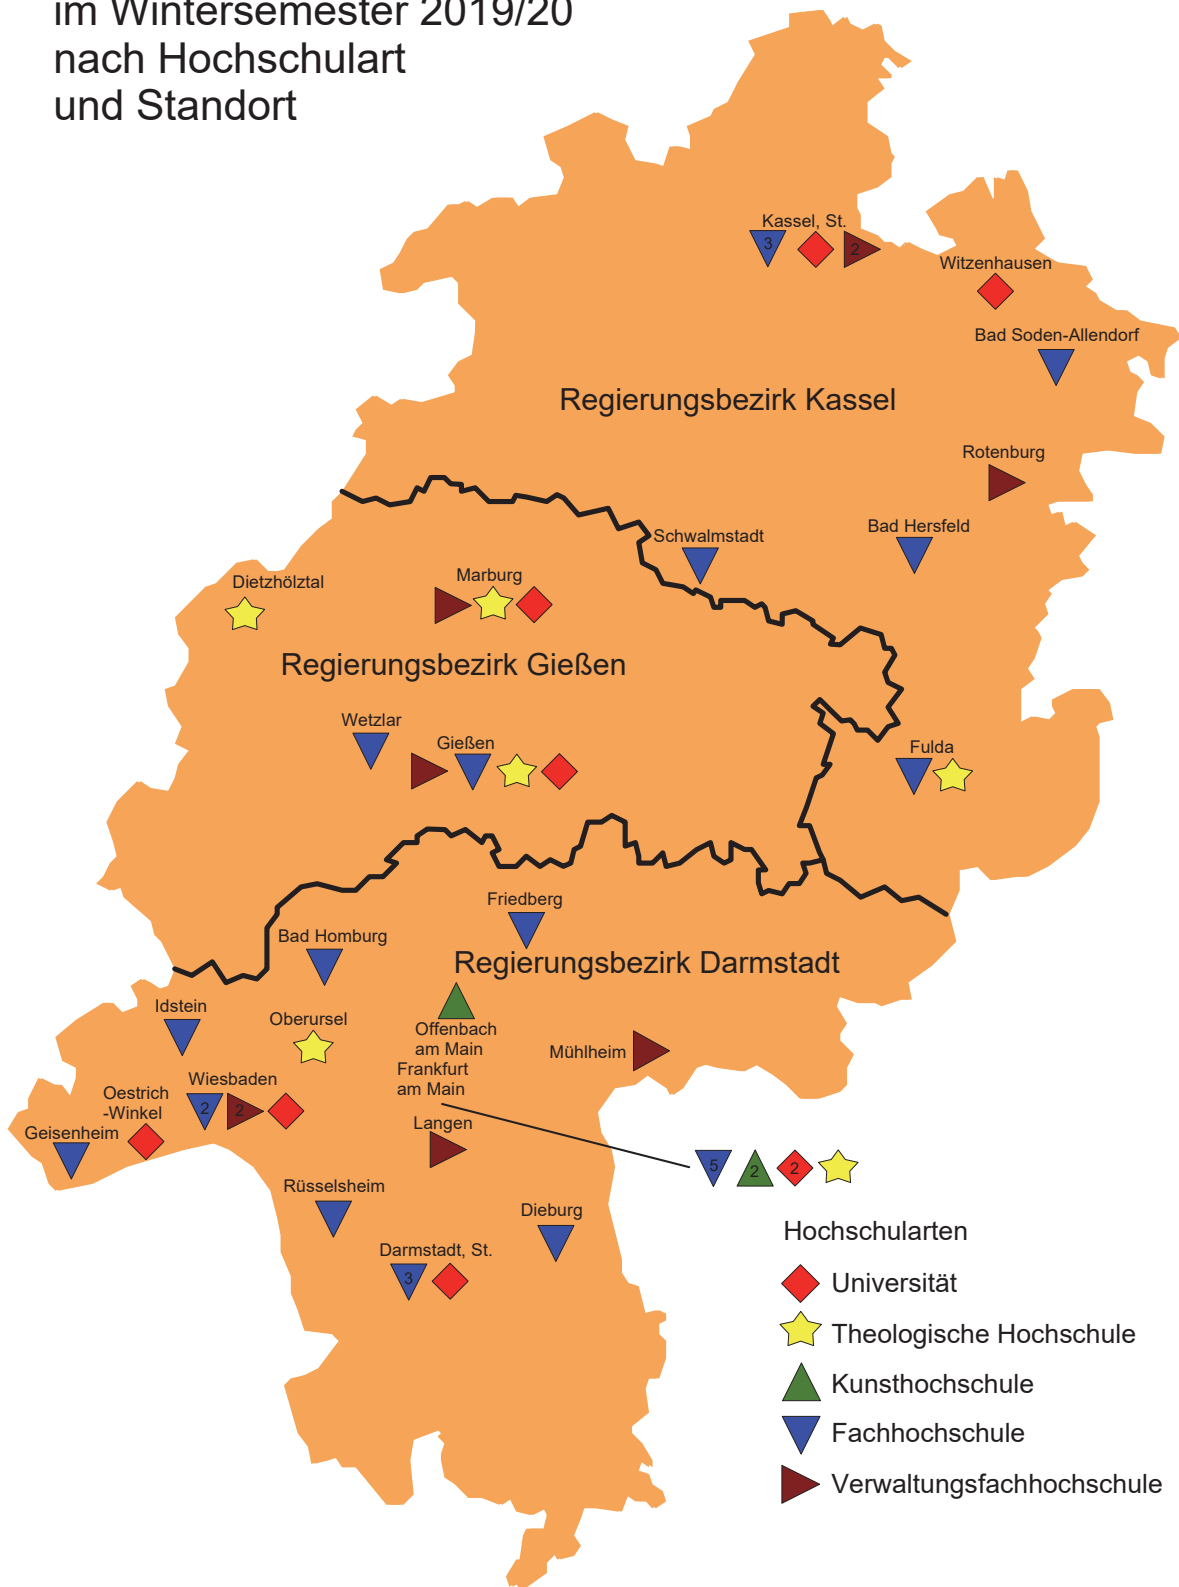 im Wintersemester 2019/20
nach Hochschulart
und Standort
Kassel, St.
3
2
Witzenhausen
Bad Soden-Allendorf
Regierungsbezirk Kassel
Rotenburg
Bad Hersfeld
Schwalmstadt
Dietzhölztal
Marburg
Regierungsbezirk Gießen
Wetzlar
Gießen
Fulda
Friedberg
Bad Homburg
Regierungsbezirk Darmstadt
Idstein
Oberursel
Offenbach
am Main
Mühlheim
Frankfurt
am Main
Wiesbaden
2
2
Oestrich
-Winkel
Geisenheim
Langen
5
2
2
Rüsselsheim
Dieburg
Darmstadt, St.
3
Hochschularten
Universität
Theologische Hochschule
Kunsthochschule
Fachhochschule
Verwaltungsfachhochschule